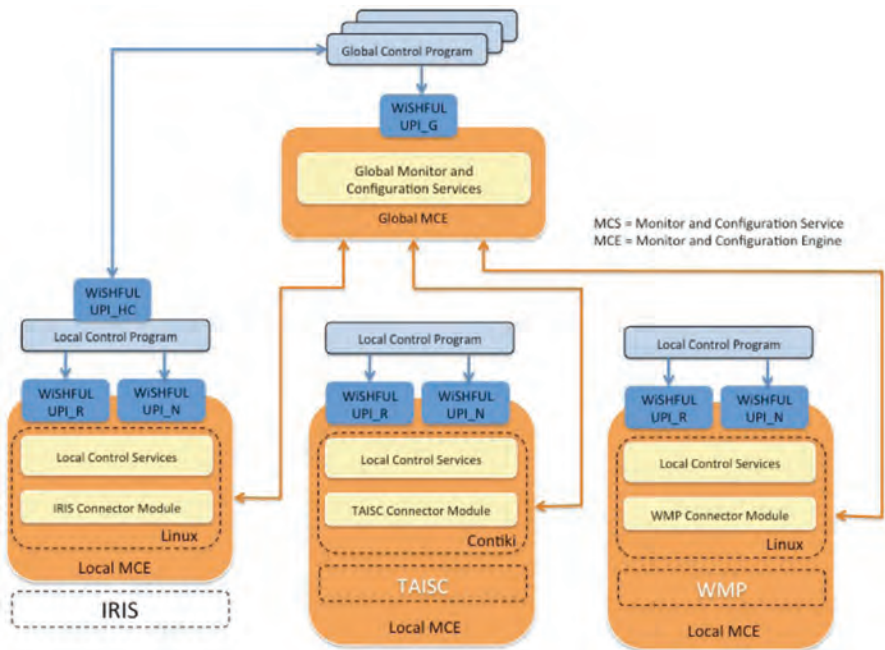 Global Control Program
WiSHFUL
UPI_G
Global Monitor and
Configuration Services
Global MCE
MCS = Monitor and Configuration Service
MCE = Monitor and Configuration Engine
WiSHFUL
UPI_HC
Local Control Program
WiSHFUL
UPI_R
WiSHFUL
UPI_N
Local Control Services
IRIS Connector Module
Linux
Local MCE
IRIS
Local Control Program
WiSHFUL
UPI_R
WiSHFUL
UPI_N
Local Control Services
TAISC Connector Module
Contiki
TAISC
Local MCE
Local Control Program
WiSHFUL
UPI_R
WiSHFUL
UPI_N
Local Control Services
WMP Connector Module
Linux
WMP
Local MCE